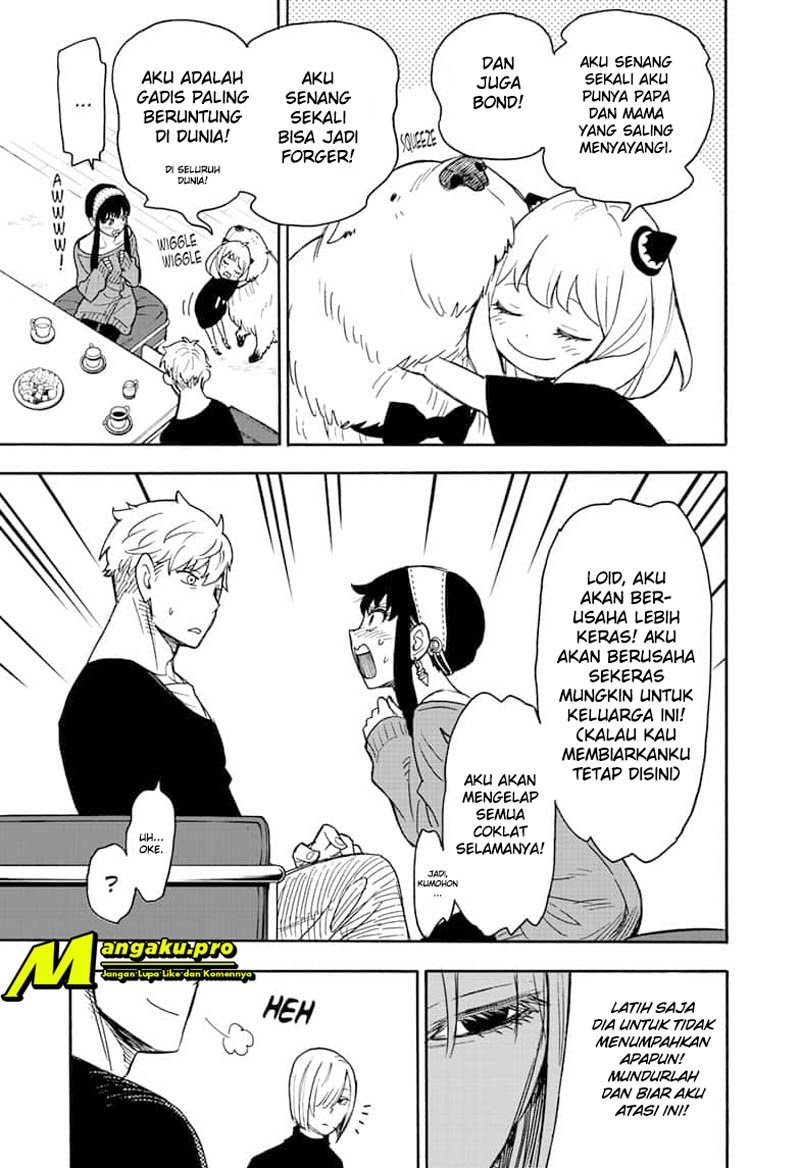 AKU SENANG
SEKALI AKU
PUNYA PAPA
DAN MAMA
YANG SALING
MENYAYANGI.
DAN
JUGA
BOND!
SQUEEZE
AKU
SENANG
SEKALI
BISA JADI
FORGER!
AKU ADALAH
GADIS PALING
BERUNTUNG
DI DUNIA!
DI SELURUH
DUNIA!
...
AWWWW!
WIGGLE
WIGGLE
LOID, AKU
AKAN BER-
USAHA LEBIH
KERAS! AKU
AKAN BERUSAHA
SEKERAS
MUNGKIN UNTUK
KELUARGA INI!
(KALAU KAU
MEMBIARKANKU
TETAP DISINI)
AKU AKAN
MENGELAP
SEMUA
COKLAT
SELAMANYA!
JADI,
KUMOHON
...
UH...
OKE.
?
Mangaku.pro
Jangan Lupa Like dan Komennya
LATIH SAJA
DIA UNTUK TIDAK
MENUMPAHKAN
APAPUN!
MUNDURLAH
DAN BIAR AKU
ATASI INI!
HEH